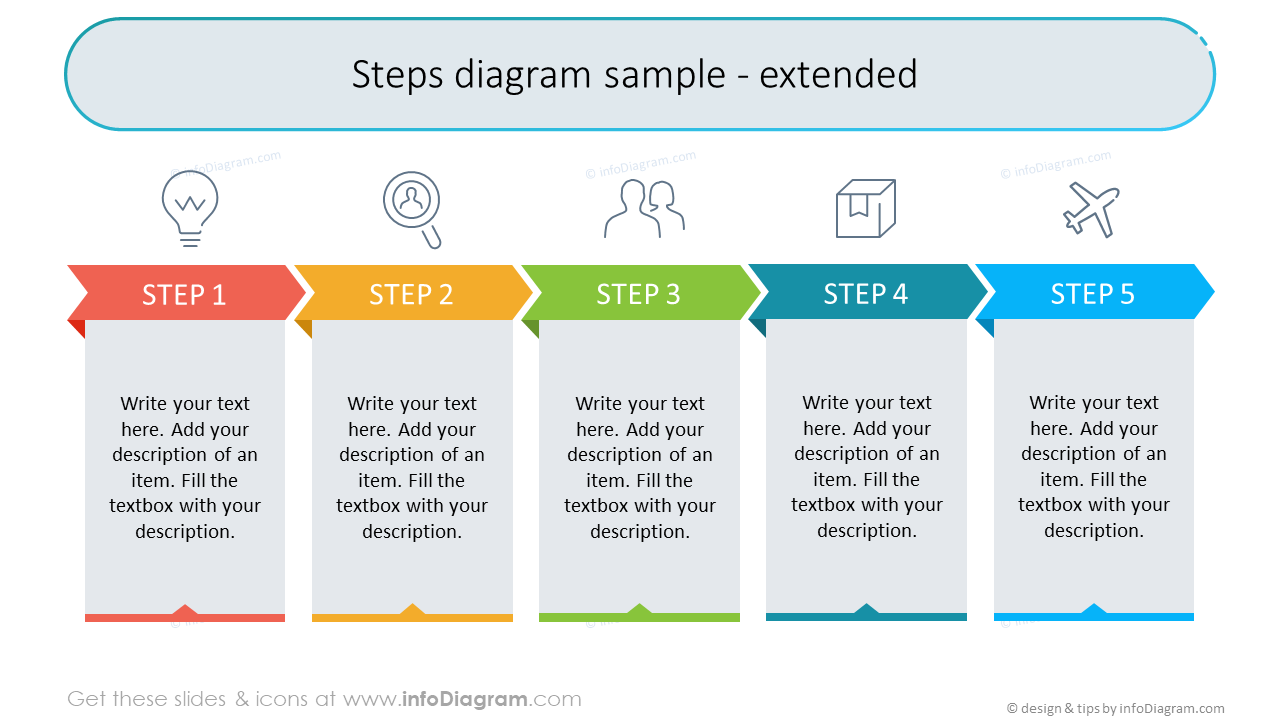 Steps diagram sample - extended
© infoDiagram.com
© infoDiagram.com
© infoDiagram.com
STEP 1
STEP 2
STEP 3
STEP 4
STEP 5
Write your text
here. Add your
description of an
item. Fill the
textbox with your
description.
Write your text
here. Add your
description of an
item. Fill the
textbox with your
description.
Write your text
here. Add your
description of an
item. Fill the
textbox with your
description.
Write your text
here. Add your
description of an
item. Fill the
textbox with your
description.
Write your text
here. Add your
description of an
item. Fill the
textbox with your
description.
Get these slides & icons at www.infoDiagram.com
© design & tips by infoDiagram.com